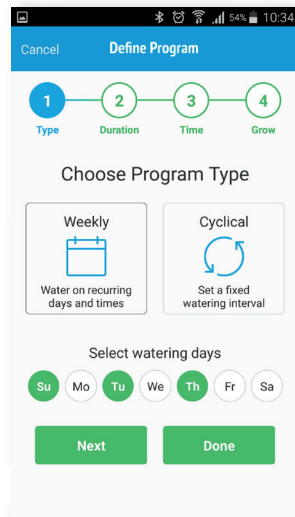 54% 10:34
Cancel Define Program
1 2 3 4
Type Duration Time Grow
Choose Program Type
Weekly Cyclical
Water on recurring Set a fixed
days and times watering interval
Select watering days
Su Mo Tu We Th Fr Sa
Next Done